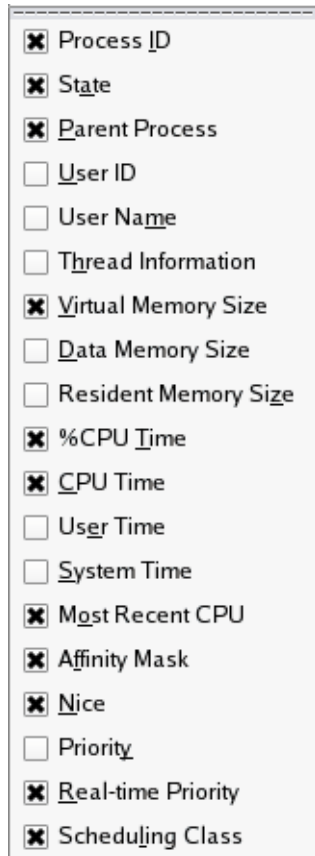 Process ID
State
Parent Process
User ID
User Name
Thread Information
Virtual Memory Size
Data Memory Size
Resident Memory Size
%CPU Time
CPU Time
User Time
System Time
Most Recent CPU
Affinity Mask
Nice
Priority
Real-time Priority
Scheduling Class